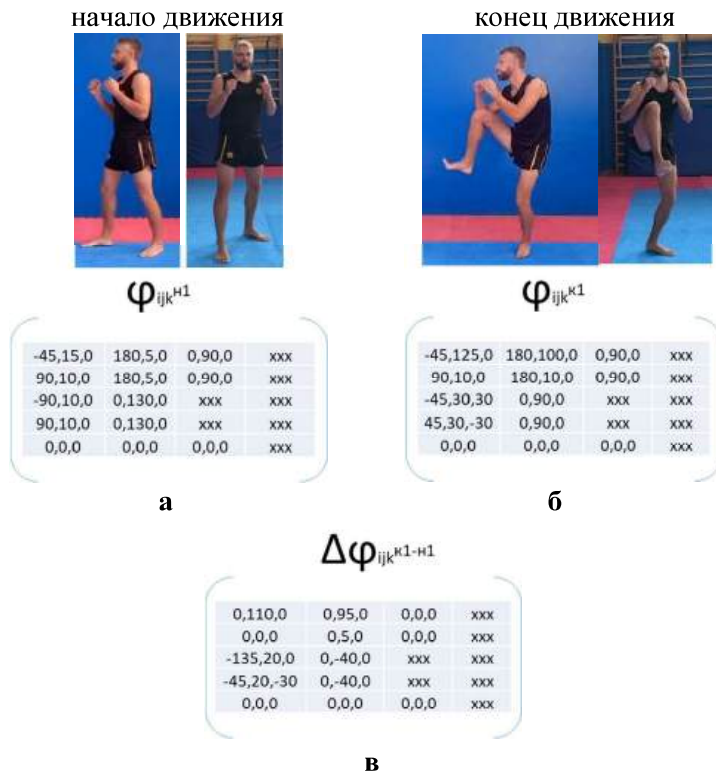 начало движения
конец движения
φijkн1
φijkк1
-45,15,0 180,5,0 0,90,0 xxx
90,10,0 180,5,0 0,90,0 xxx
-90,10,0 0,130,0 xxx xxx
90,10,0 0,130,0 xxx xxx
0,0,0 0,0,0 0,0,0 xxx
-45,125,0 180,100,0 0,90,0 xxx
90,10,0 180,10,0 0,90,0 xxx
-45,30,30 0,90,0 xxx xxx
45,30,-30 0,90,0 xxx xxx
0,0,0 0,0,0 0,0,0 xxx
а
б
Δφijkк1-н1
0,110,0 0,95,0 0,0,0 xxx
0,0,0 0,5,0 0,0,0 xxx
-135,20,0 0,-40,0 xxx xxx
-45,20,-30 0,-40,0 xxx xxx
0,0,0 0,0,0 0,0,0 xxx
в